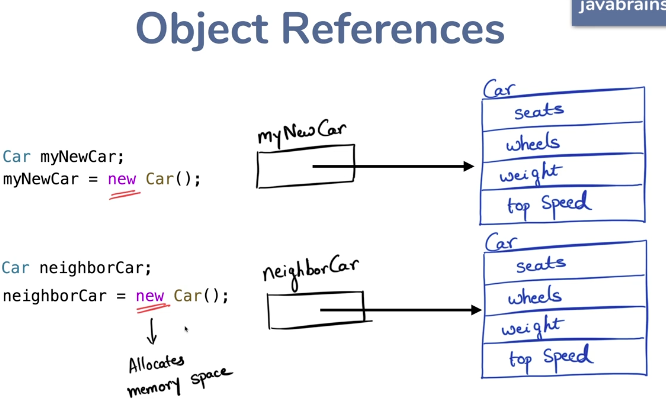 javabrains
Object References
Car myNewCar;
myNewCar = new Car();
myNewCar
Car
seats
wheels
weight
top Speed
Car neighborCar;
neighborCar = new Car();
neighborCar
Car
seats
wheels
weight
top Speed
Allocates
memory space